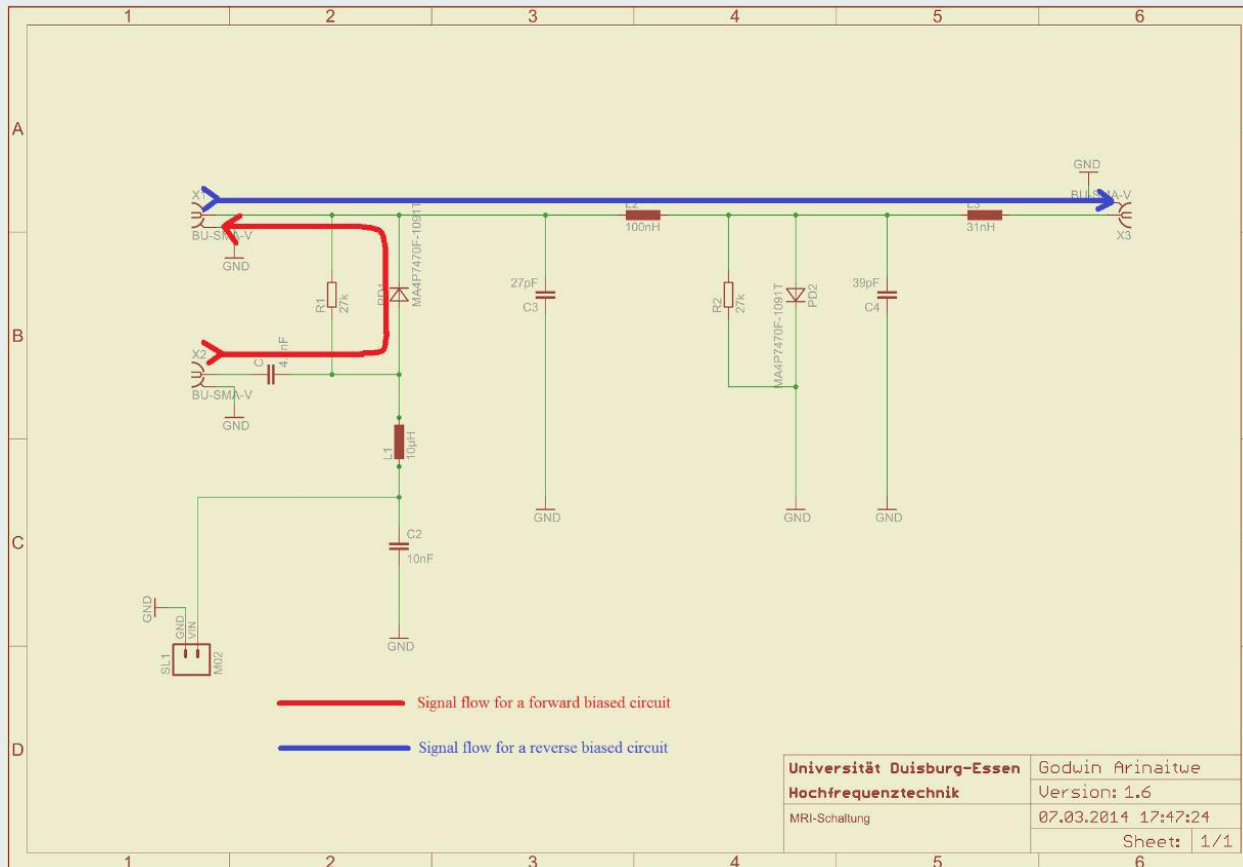 1 2 3 4 5 6
A
GND
X1
BU-SMA-V
L2
L3
100nH
31nH
BU-SMA-V
X3
GND
MA4P7470F-1091T
PD1
R1
27k
27pF
C3
R2
27k
PD2
MA4P7470F-1091T
39pF
C4
B
X2
BU-SMA-V
GND
L1
10µH
GND
GND
GND
C
C2
10nF
GND
GND
GND
VIN
SL1
M02
Signal flow for a forward biased circuit
Signal flow for a reverse biased circuit
D
Universität Duisburg-Essen
Godwin Arinaitwe
Hochfrequenztechnik
Version: 1.6
MRI-Schaltung
07.03.2014 17:47:24
Sheet: 1/1
1 2 3 4 5 6